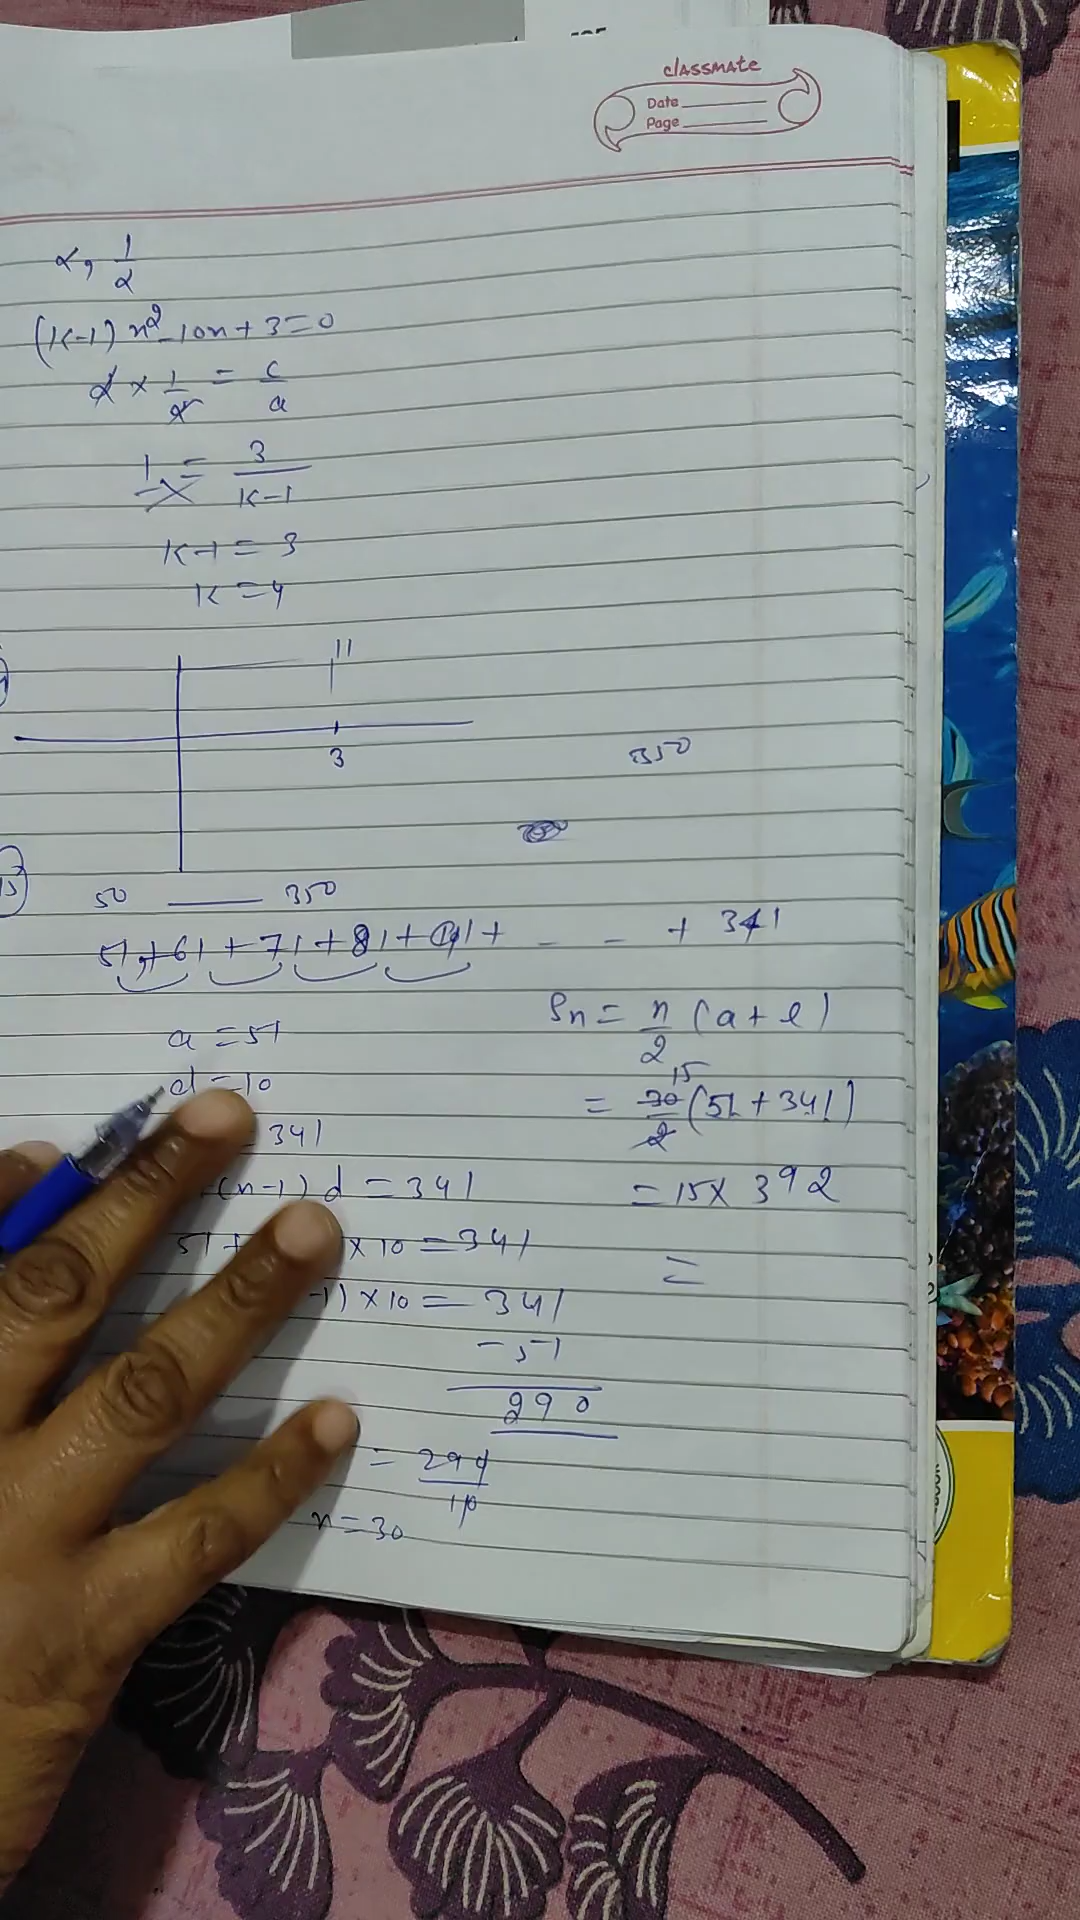 classmate
Date
Page
α, 1/α
(K-1) x² - 10x + 3 = 0
α × 1/α = c/a
1 = 3/(K-1)
K-1 = 3
K = 4
11
3
350
50 —— 350
51 + 61 + 71 + 81 + 91 + - - + 341
a = 51
d = 10
341
(n-1) d = 341
51 + × 10 = 341
-1) × 10 = 341
- 51
290
= 290/10
n = 30
Sn = n/2 (a + l)
15
= 30/2 (51 + 341)
= 15 × 392
=